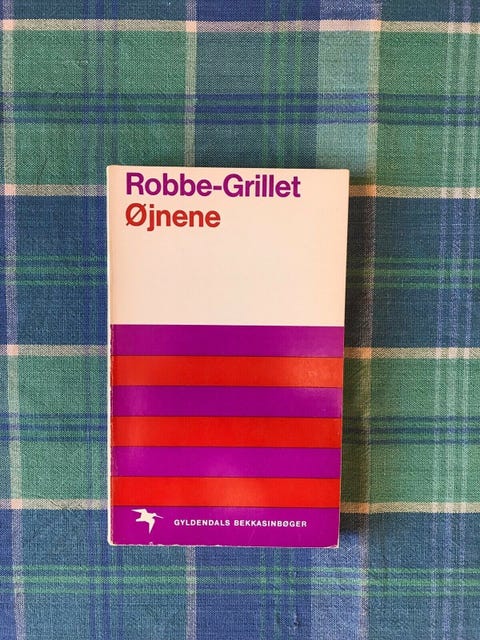 Robbe-Grillet
Øjnene
GYLDENDALS BEKKASINBØGER